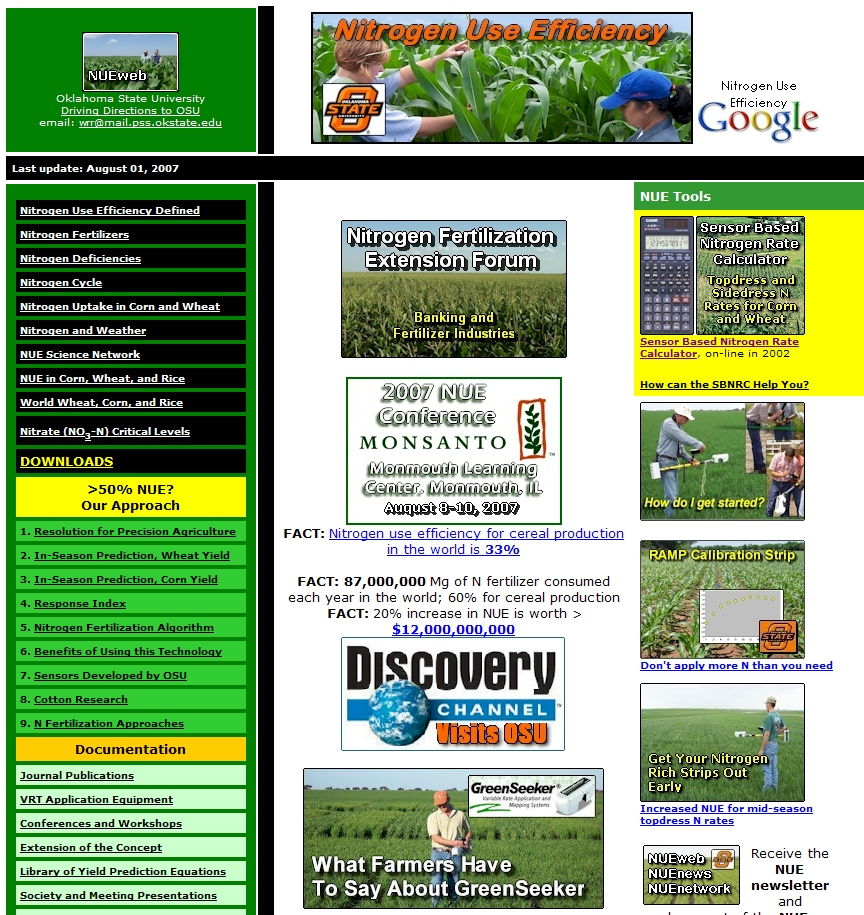 NUEweb
Oklahoma State University
Driving Directions to OSU
email: wrr@mail.pss.okstate.edu
Nitrogen Use Efficiency
OKLAHOMA
STATE
UNIVERSITY
Nitrogen Use
Efficiency
Google
Last update: August 01, 2007
Nitrogen Use Efficiency Defined
Nitrogen Fertilizers
Nitrogen Deficiencies
Nitrogen Cycle
Nitrogen Uptake in Corn and Wheat
Nitrogen and Weather
NUE Science Network
NUE in Corn, Wheat, and Rice
World Wheat, Corn, and Rice
Nitrate (NO3-N) Critical Levels
DOWNLOADS
>50% NUE?
Our Approach
1. Resolution for Precision Agriculture
2. In-Season Prediction, Wheat Yield
3. In-Season Prediction, Corn Yield
4. Response Index
5. Nitrogen Fertilization Algorithm
6. Benefits of Using this Technology
7. Sensors Developed by OSU
8. Cotton Research
9. N Fertilization Approaches
Documentation
Journal Publications
VRT Application Equipment
Conferences and Workshops
Extension of the Concept
Library of Yield Prediction Equations
Society and Meeting Presentations
Nitrogen Fertilization
Extension Forum
Banking and
Fertilizer Industries
2007 NUE
Conference
MONSANTO
Monmouth Learning
Center, Monmouth, IL
August 8-10, 2007
FACT: Nitrogen use efficiency for cereal production
in the world is 33%
FACT: 87,000,000 Mg of N fertilizer consumed
each year in the world; 60% for cereal production
FACT: 20% increase in NUE is worth >
$12,000,000,000
Discovery
CHANNEL™
Visits OSU
GreenSeeker™
Variable Rate Application and
Mapping Systems
What Farmers Have
To Say About GreenSeeker
NUE Tools
Sensor Based
Nitrogen Rate
Calculator
Topdress and
Sidedress N
Rates for Corn
and Wheat
Sensor Based Nitrogen Rate
Calculator, on-line in 2002
How can the SBNRC Help You?
How do I get started?
RAMP Calibration Strip
STATE
Don't apply more N than you need
Get Your Nitrogen
Rich Strips Out
Early
Increased NUE for mid-season
topdress N rates
NUEweb
NUEnews
NUEnetwork
Receive the
NUE
newsletter
and